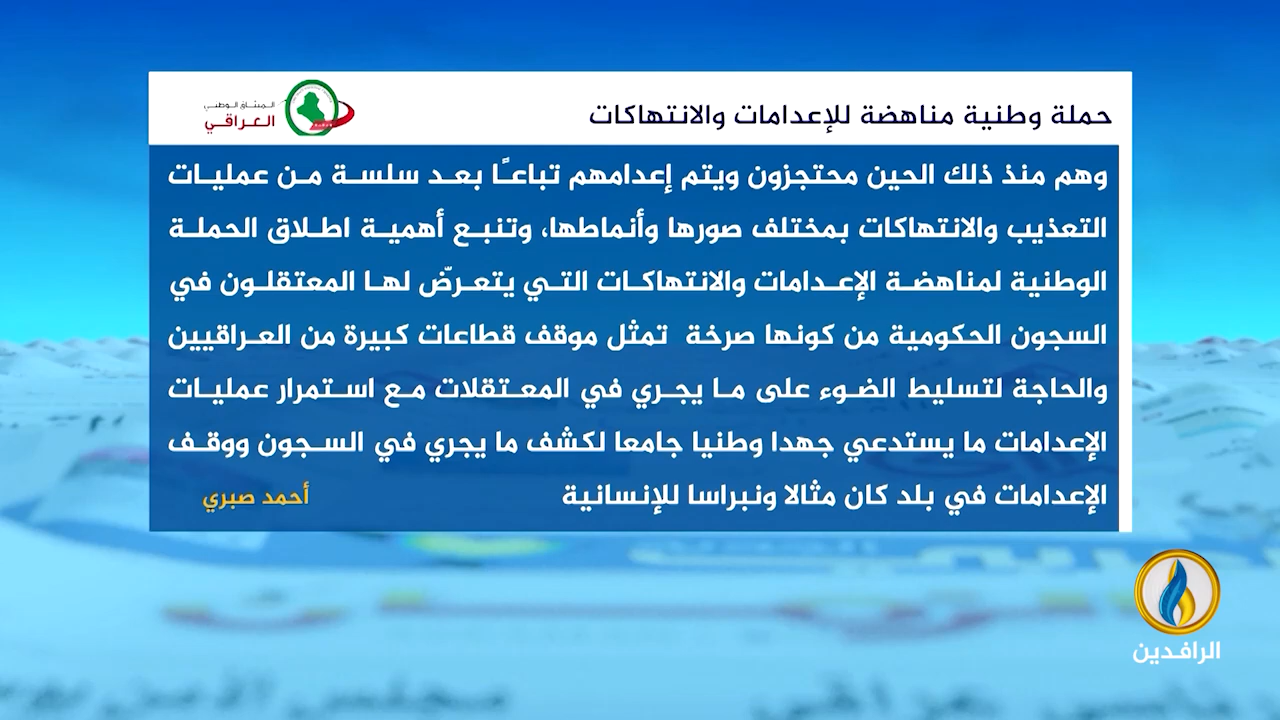 حملة وطنية مناهضة للإعدامات والانتهاكات
الميثاق الوطني
العراقي
وهم منذ ذلك الحين محتجزون ويتم إعدامهم تباعًا بعد سلسة من عمليات
التعذيب والانتهاكات بمختلف صورها وأنماطها، وتنبع أهمية اطلاق الحملة
الوطنية لمناهضة الإعدامات والانتهاكات التي يتعرّض لها المعتقلون في
السجون الحكومية من كونها صرخة تمثل موقف قطاعات كبيرة من العراقيين
والحاجة لتسليط الضوء على ما يجري في المعتقلات مع استمرار عمليات
الإعدامات ما يستدعي جهدا وطنيا جامعا لكشف ما يجري في السجون ووقف
الإعدامات في بلد كان مثالا ونبراسا للإنسانية
أحمد صبري
الرافدين